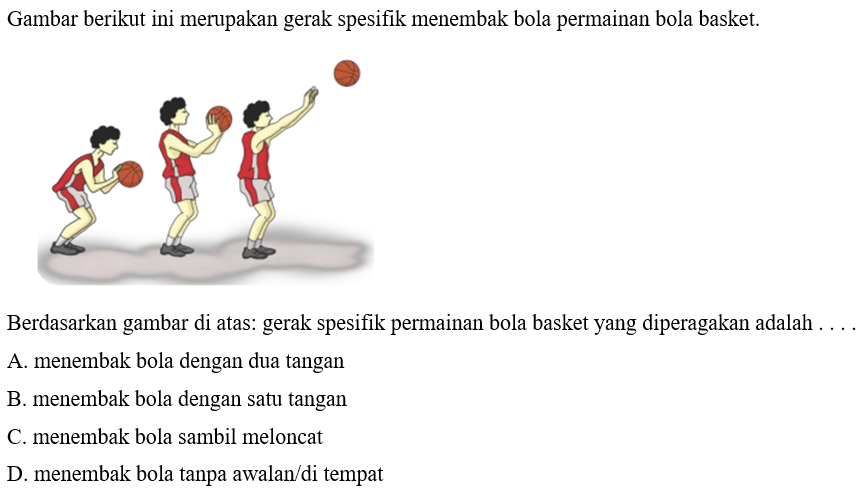 Gambar berikut ini merupakan gerak spesifik menembak bola permainan bola basket.
Berdasarkan gambar di atas: gerak spesifik permainan bola basket yang diperagakan adalah . . . .
A. menembak bola dengan dua tangan
B. menembak bola dengan satu tangan
C. menembak bola sambil meloncat
D. menembak bola tanpa awalan/di tempat